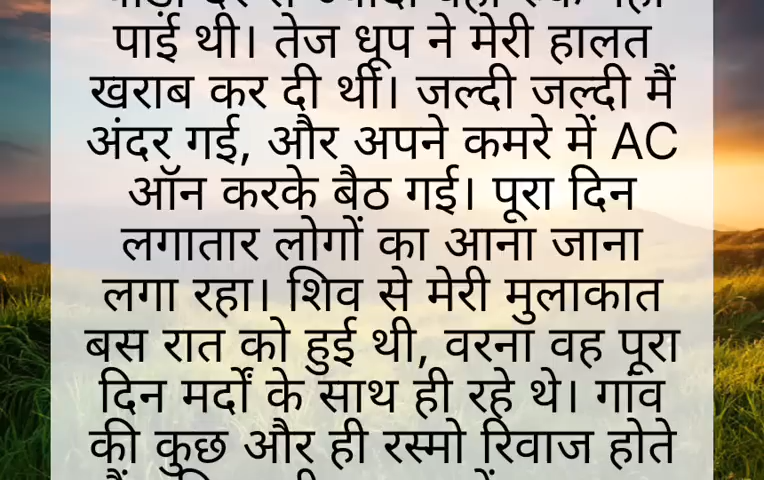 पाई थी। तेज धूप ने मेरी हालत
खराब कर दी थी। जल्दी जल्दी मैं
अंदर गई, और अपने कमरे में AC
ऑन करके बैठ गई। पूरा दिन
लगातार लोगों का आना जाना
लगा रहा। शिव से मेरी मुलाकात
बस रात को हुई थी, वरना वह पूरा
दिन मर्दों के साथ ही रहे थे। गांव
की कुछ और ही रस्मो रिवाज होते